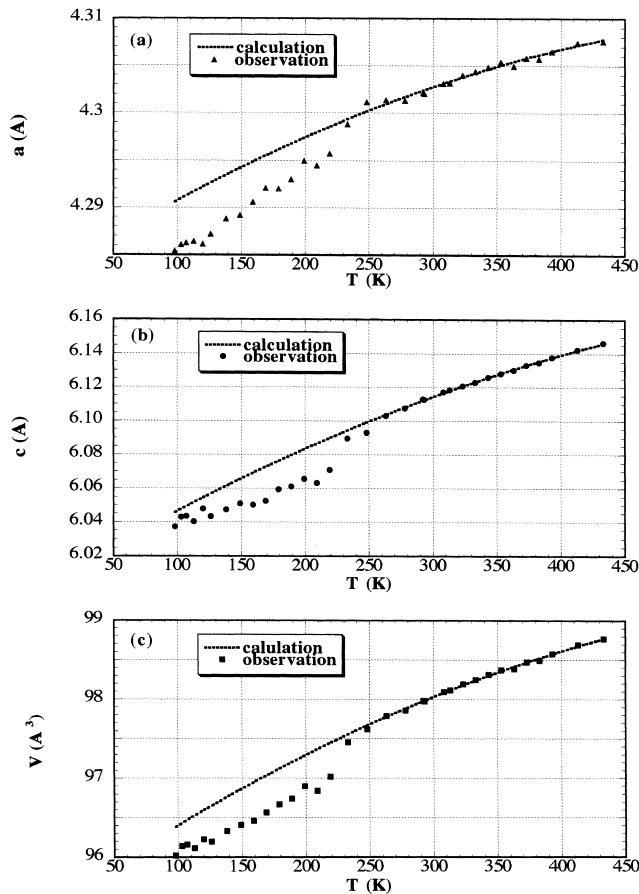 4.31
(a)
calculation
observation
4.3
a (A)
4.29
50 100 150 200 250 300 350 400 450
T (K)
6.16
(b)
calculation
observation
6.14
6.12
6.10
c (A)
6.08
6.06
6.04
6.02
50 100 150 200 250 300 350 400 450
T (K)
99
(c)
calulation
observation
98
V (A³)
97
96
50 100 150 200 250 300 350 400 450
T (K)